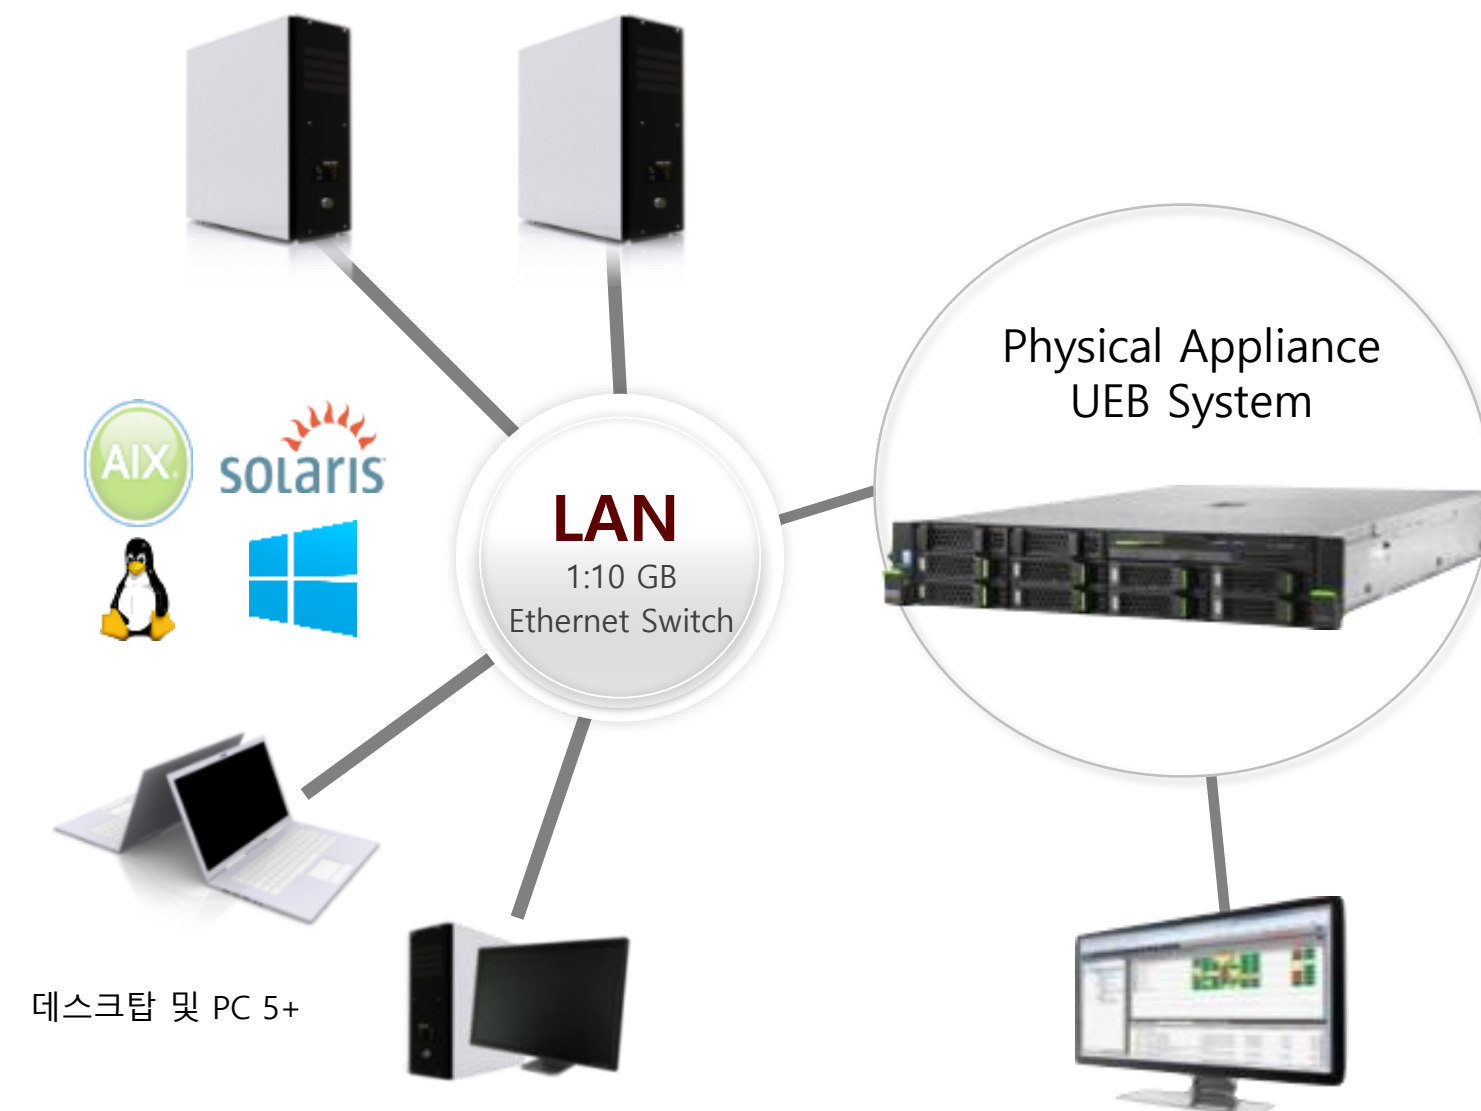 Physical Appliance
UEB System
AIX
solaris
LAN
1:10 GB
Ethernet Switch
데스크탑 및 PC 5+